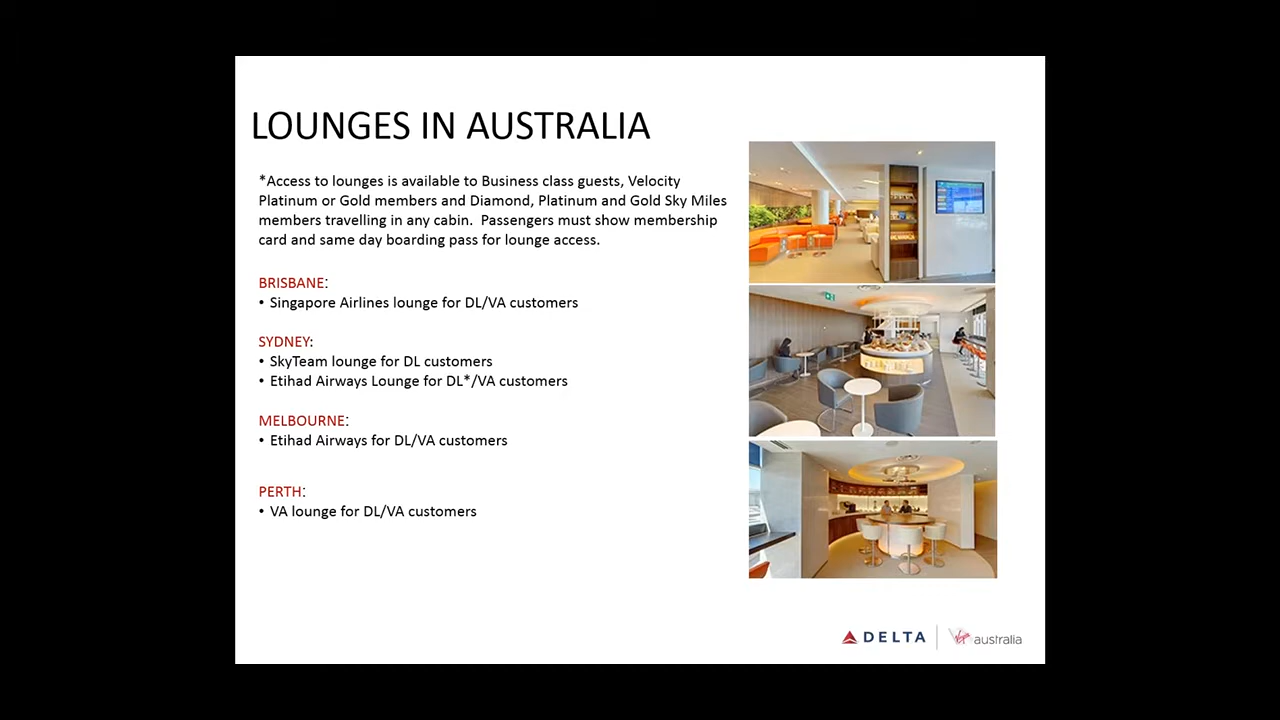 LOUNGES IN AUSTRALIA
*Access to lounges is available to Business class guests, Velocity
Platinum or Gold members and Diamond, Platinum and Gold Sky Miles
members travelling in any cabin.  Passengers must show membership
card and same day boarding pass for lounge access.
BRISBANE:
• Singapore Airlines lounge for DL/VA customers
SYDNEY:
• SkyTeam lounge for DL customers
• Etihad Airways Lounge for DL*/VA customers
MELBOURNE:
• Etihad Airways for DL/VA customers
PERTH:
• VA lounge for DL/VA customers
DELTA
Virgin australia